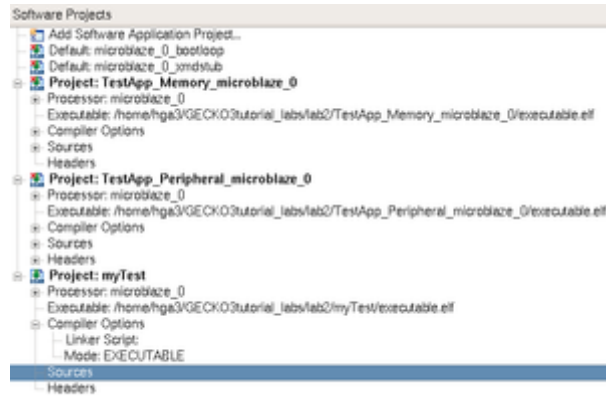 Software Projects
Add Software Application Project...
Default: microblaze_0_bootloop
Default: microblaze_0_xmdstub
Project: TestApp_Memory_microblaze_0
Processor: microblaze_0
Executable: /home/hga3/GECKO3tutorial_labs/lab2/TestApp_Memory_microblaze_0/executable.elf
Compiler Options
Sources
Headers
Project: TestApp_Peripheral_microblaze_0
Processor: microblaze_0
Executable: /home/hga3/GECKO3tutorial_labs/lab2/TestApp_Peripheral_microblaze_0/executable.elf
Compiler Options
Sources
Headers
Project: myTest
Processor: microblaze_0
Executable: /home/hga3/GECKO3tutorial_labs/lab2/myTest/executable.elf
Compiler Options
Linker Script:
Mode: EXECUTABLE
Sources
Headers